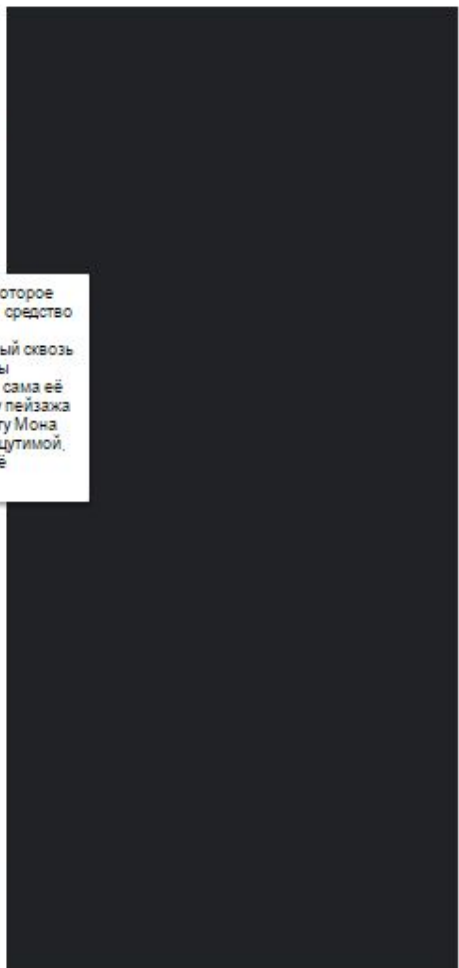 оторое
средство
ый сквозь
ы
сама её
пейзажа
ту Мона
щутимой,
ё